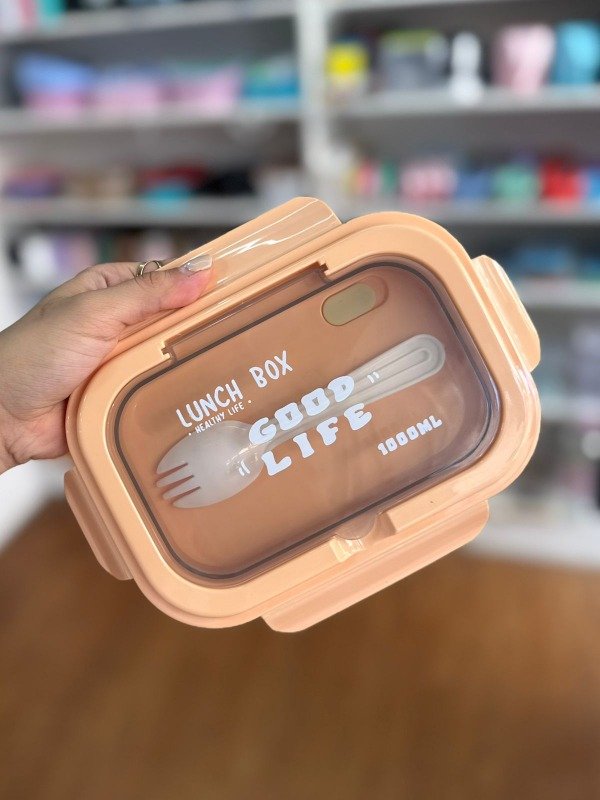 LUNCH BOX
• HEALTHY LIFE •
GOOD
LIFE
1000ML